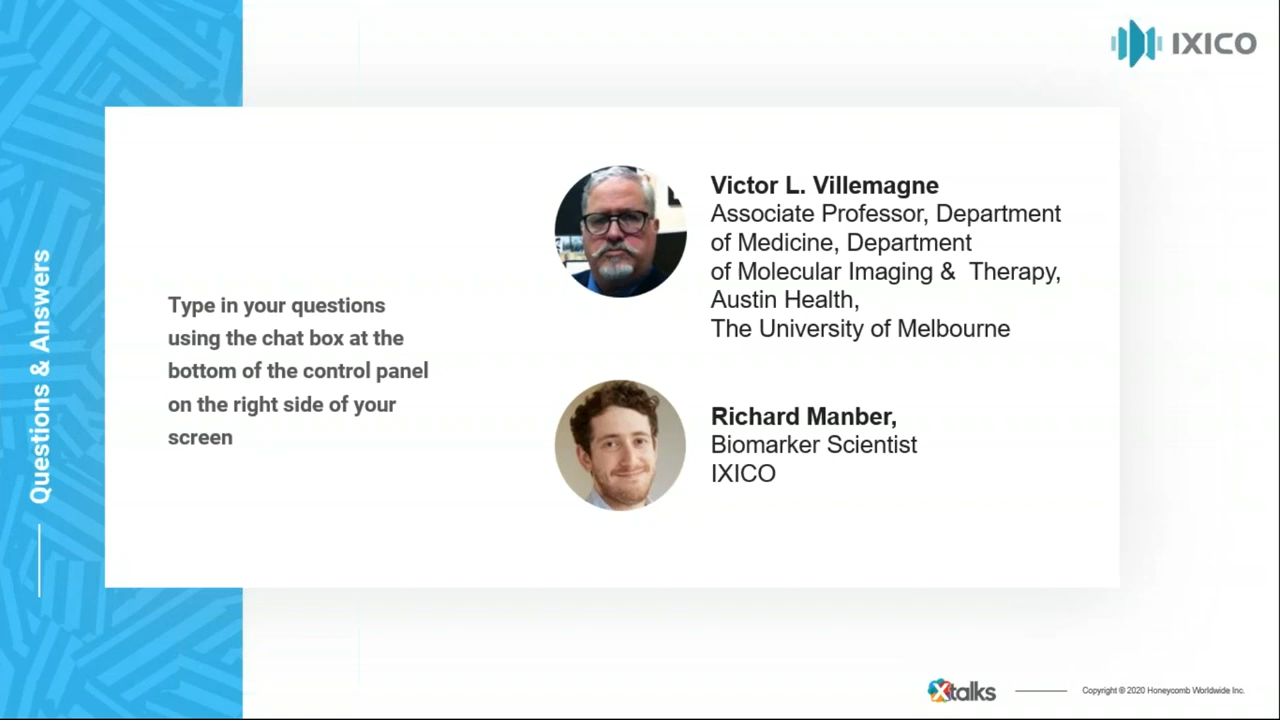 IXICO
Questions & Answers
Type in your questions
using the chat box at the
bottom of the control panel
on the right side of your
screen
Victor L. Villemagne
Associate Professor, Department
of Medicine, Department
of Molecular Imaging & Therapy,
Austin Health,
The University of Melbourne
Richard Manber,
Biomarker Scientist
IXICO
Xtalks
Copyright ® 2020 Honeycomb Worldwide Inc.